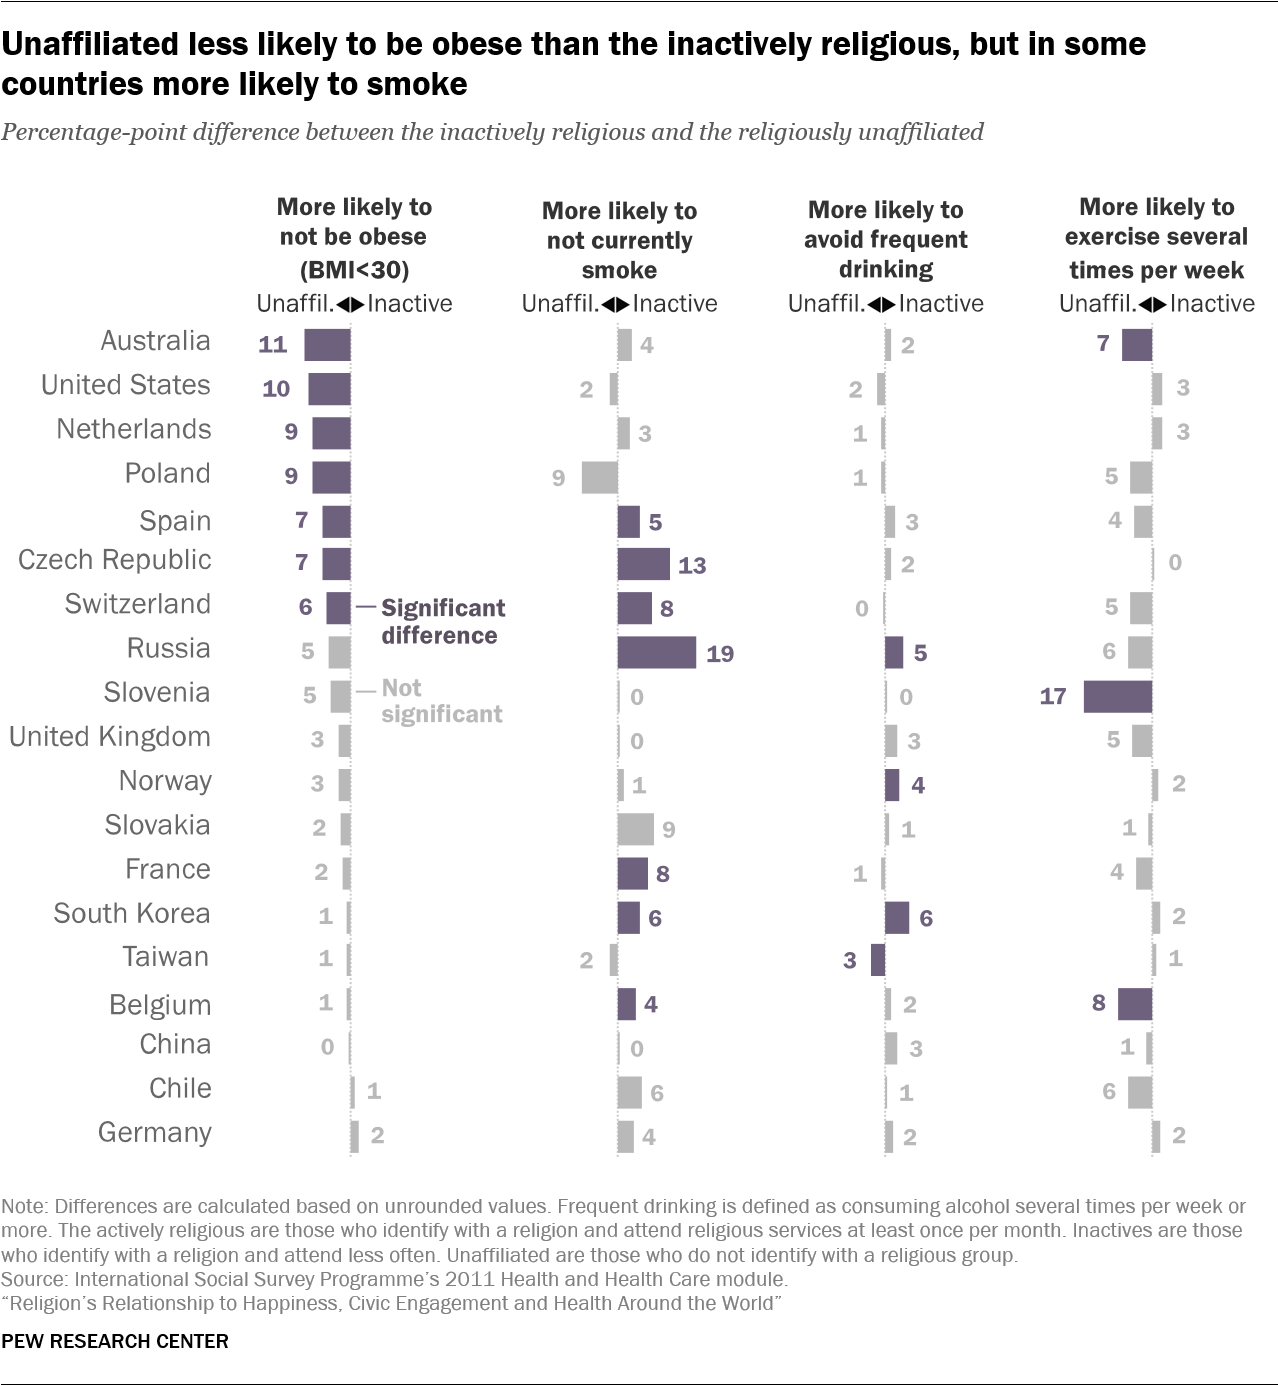 Unaffiliated less likely to be obese than the inactively religious, but in some
countries more likely to smoke
Percentage-point difference between the inactively religious and the religiously unaffiliated
More likely to
not be obese
(BMI<30)
Unaffil.◀▶Inactive
More likely to
not currently
smoke
Unaffil.◀▶Inactive
More likely to
avoid frequent
drinking
Unaffil.◀▶Inactive
More likely to
exercise several
times per week
Unaffil.◀▶Inactive
Australia 11 4 2 7
United States 10 2 2 3
Netherlands 9 3 1 3
Poland 9 9 1 5
Spain 7 5 3 4
Czech Republic 7 13 2 0
Switzerland 6 8 0 5
Significant
difference
Russia 5 19 5 6
Slovenia 5 0 0 17
Not
significant
United Kingdom 3 0 3 5
Norway 3 1 4 2
Slovakia 2 9 1 1
France 2 8 1 4
South Korea 1 6 6 2
Taiwan 1 2 3 1
Belgium 1 4 2 8
China 0 0 3 1
Chile 1 6 1 6
Germany 2 4 2 2
Note: Differences are calculated based on unrounded values. Frequent drinking is defined as consuming alcohol several times per week or
more. The actively religious are those who identify with a religion and attend religious services at least once per month. Inactives are those
who identify with a religion and attend less often. Unaffiliated are those who do not identify with a religious group.
Source: International Social Survey Programme's 2011 Health and Health Care module.
“Religion's Relationship to Happiness, Civic Engagement and Health Around the World”
PEW RESEARCH CENTER